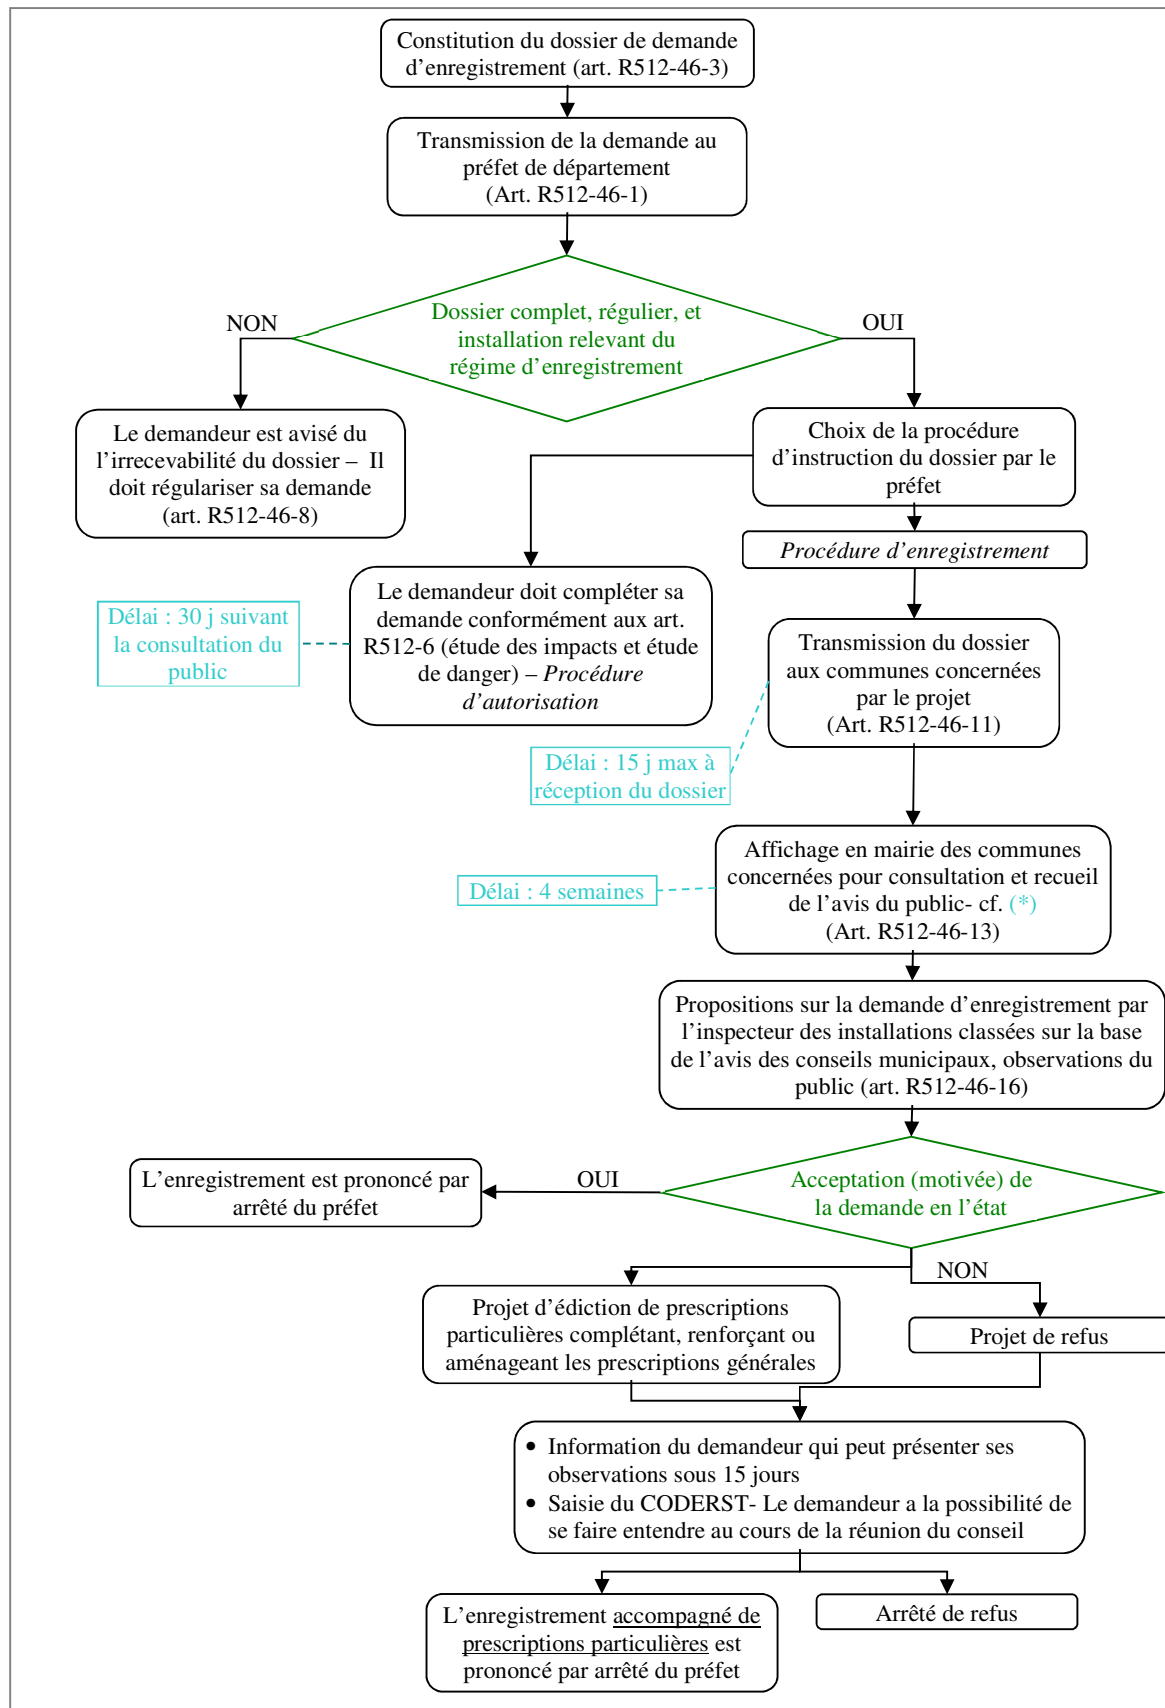 Constitution du dossier de demande
d'enregistrement (art. R512-46-3)
Transmission de la demande au
préfet de département
(Art. R512-46-1)
Dossier complet, régulier, et
installation relevant du
régime d'enregistrement
NON
OUI
Le demandeur est avisé du
l'irrecevabilité du dossier – Il
doit régulariser sa demande
(art. R512-46-8)
Choix de la procédure
d'instruction du dossier par le
préfet
Procédure d'enregistrement
Le demandeur doit compléter sa
demande conformément aux art.
R512-6 (étude des impacts et étude
de danger) – Procédure
d'autorisation
Délai : 30 j suivant
la consultation du
public
Transmission du dossier
aux communes concernées
par le projet
(Art. R512-46-11)
Délai : 15 j max à
réception du dossier
Affichage en mairie des communes
concernées pour consultation et recueil
de l'avis du public- cf. (*)
(Art. R512-46-13)
Délai : 4 semaines
Propositions sur la demande d'enregistrement par
l'inspecteur des installations classées sur la base
de l'avis des conseils municipaux, observations du
public (art. R512-46-16)
Acceptation (motivée) de
la demande en l'état
OUI
L'enregistrement est prononcé par
arrêté du préfet
NON
Projet d'édiction de prescriptions
particulières complétant, renforçant ou
aménageant les prescriptions générales
Projet de refus
• Information du demandeur qui peut présenter ses
observations sous 15 jours
• Saisie du CODERST- Le demandeur a la possibilité de
se faire entendre au cours de la réunion du conseil
L'enregistrement accompagné de
prescriptions particulières est
prononcé par arrêté du préfet
Arrêté de refus